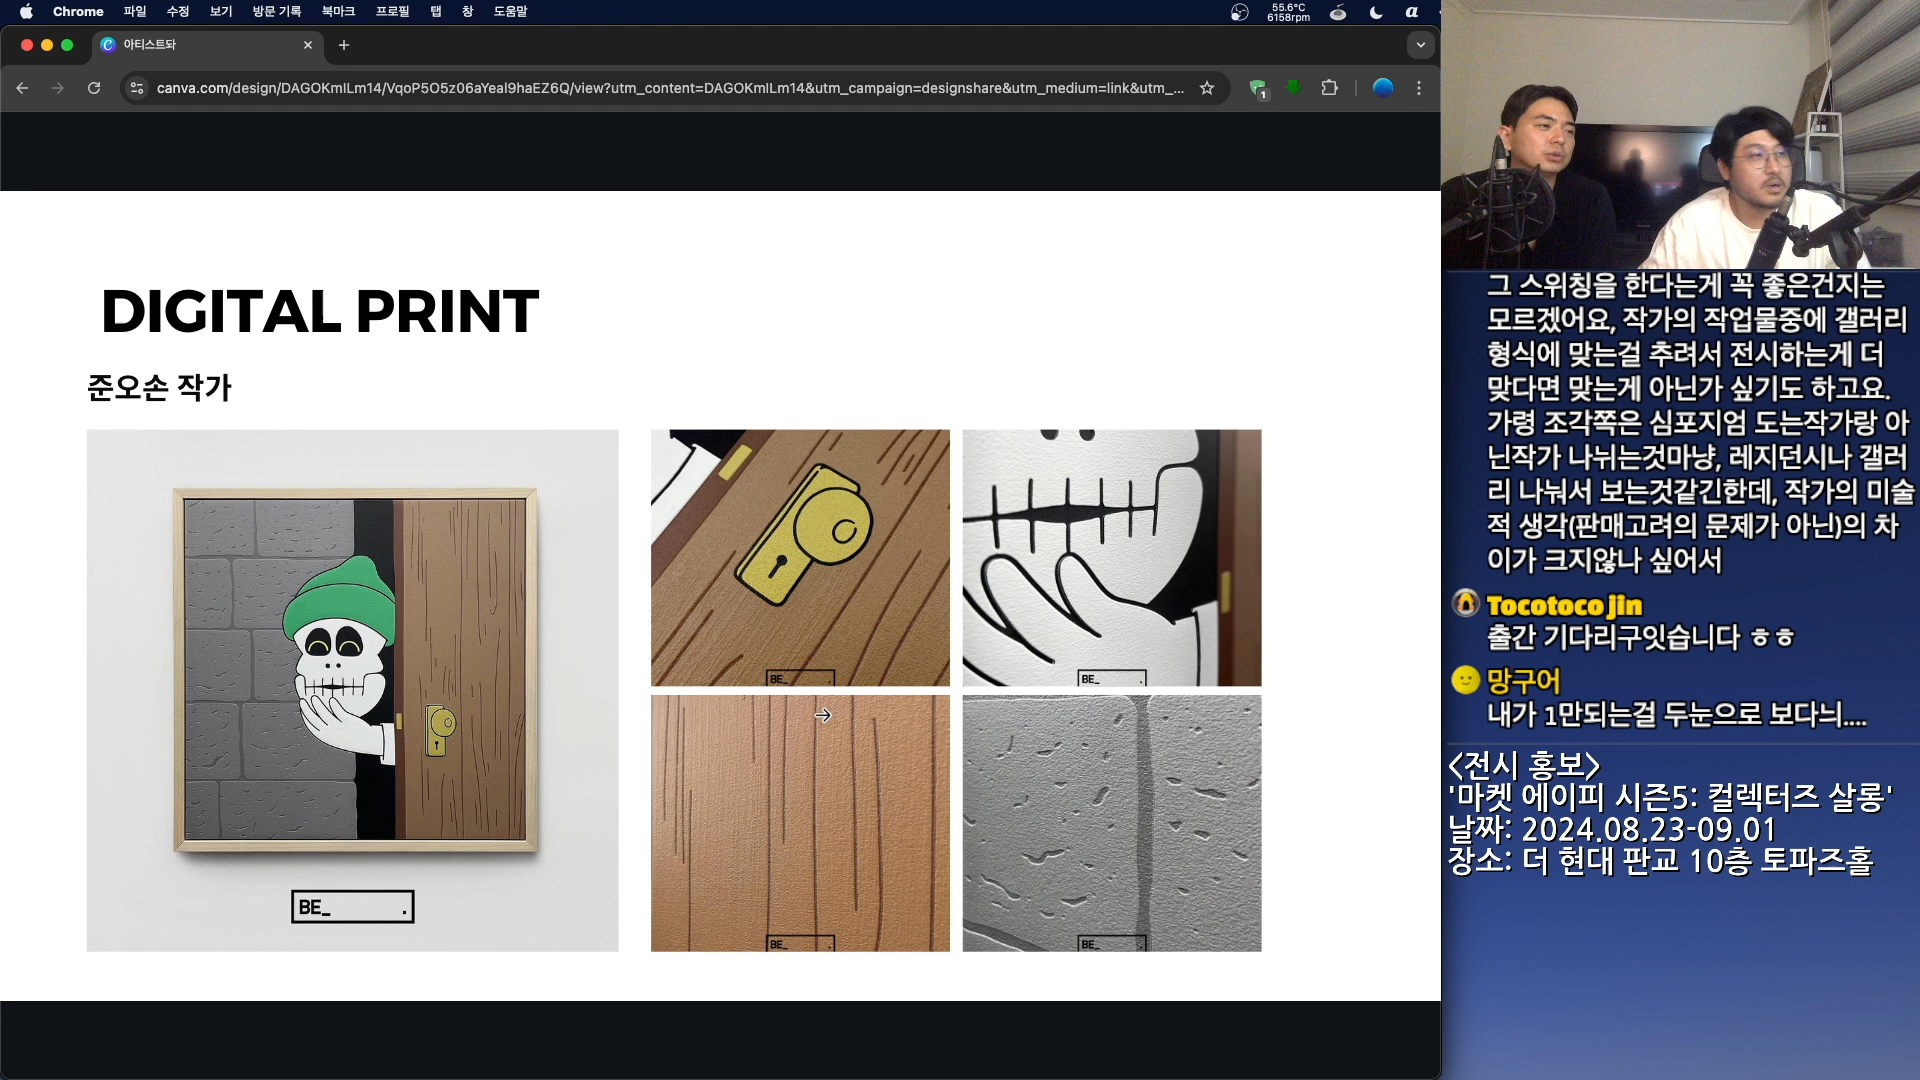 Chrome 파일 수정 보기 방문 기록 북마크 프로필 탭 창 도움말
55.6°C
6158rpm
아티스트돠
canva.com/design/DAGOKmlLm14/VqoP5O5z06aYeal9haEZ6Q/view?utm_content=DAGOKmlLm14&utm_campaign=designshare&utm_medium=link&utm_...
1
DIGITAL PRINT
준오손 작가
BE_ .
BE_ .
BE_ .
BE_ .
BE_ .
그 스위칭을 한다는게 꼭 좋은건지는
모르겠어요, 작가의 작업물중에 갤러리
형식에 맞는걸 추려서 전시하는게 더
맞다면 맞는게 아닌가 싶기도 하고요.
가령 조각쪽은 심포지엄 도는작가랑 아
닌작가 나뉘는것마냥, 레지던시나 갤러
리 나눠서 보는것같긴한데, 작가의 미술
적 생각(판매고려의 문제가 아닌)의 차
이가 크지않나 싶어서
Tocotoco jin
출간 기다리구잇습니다 ㅎㅎ
망구어
내가 1만되는걸 두눈으로 보다늬....
<전시 홍보>
'마켓 에이피 시즌5: 컬렉터즈 살롱'
날짜: 2024.08.23-09.01
장소: 더 현대 판교 10층 토파즈홀